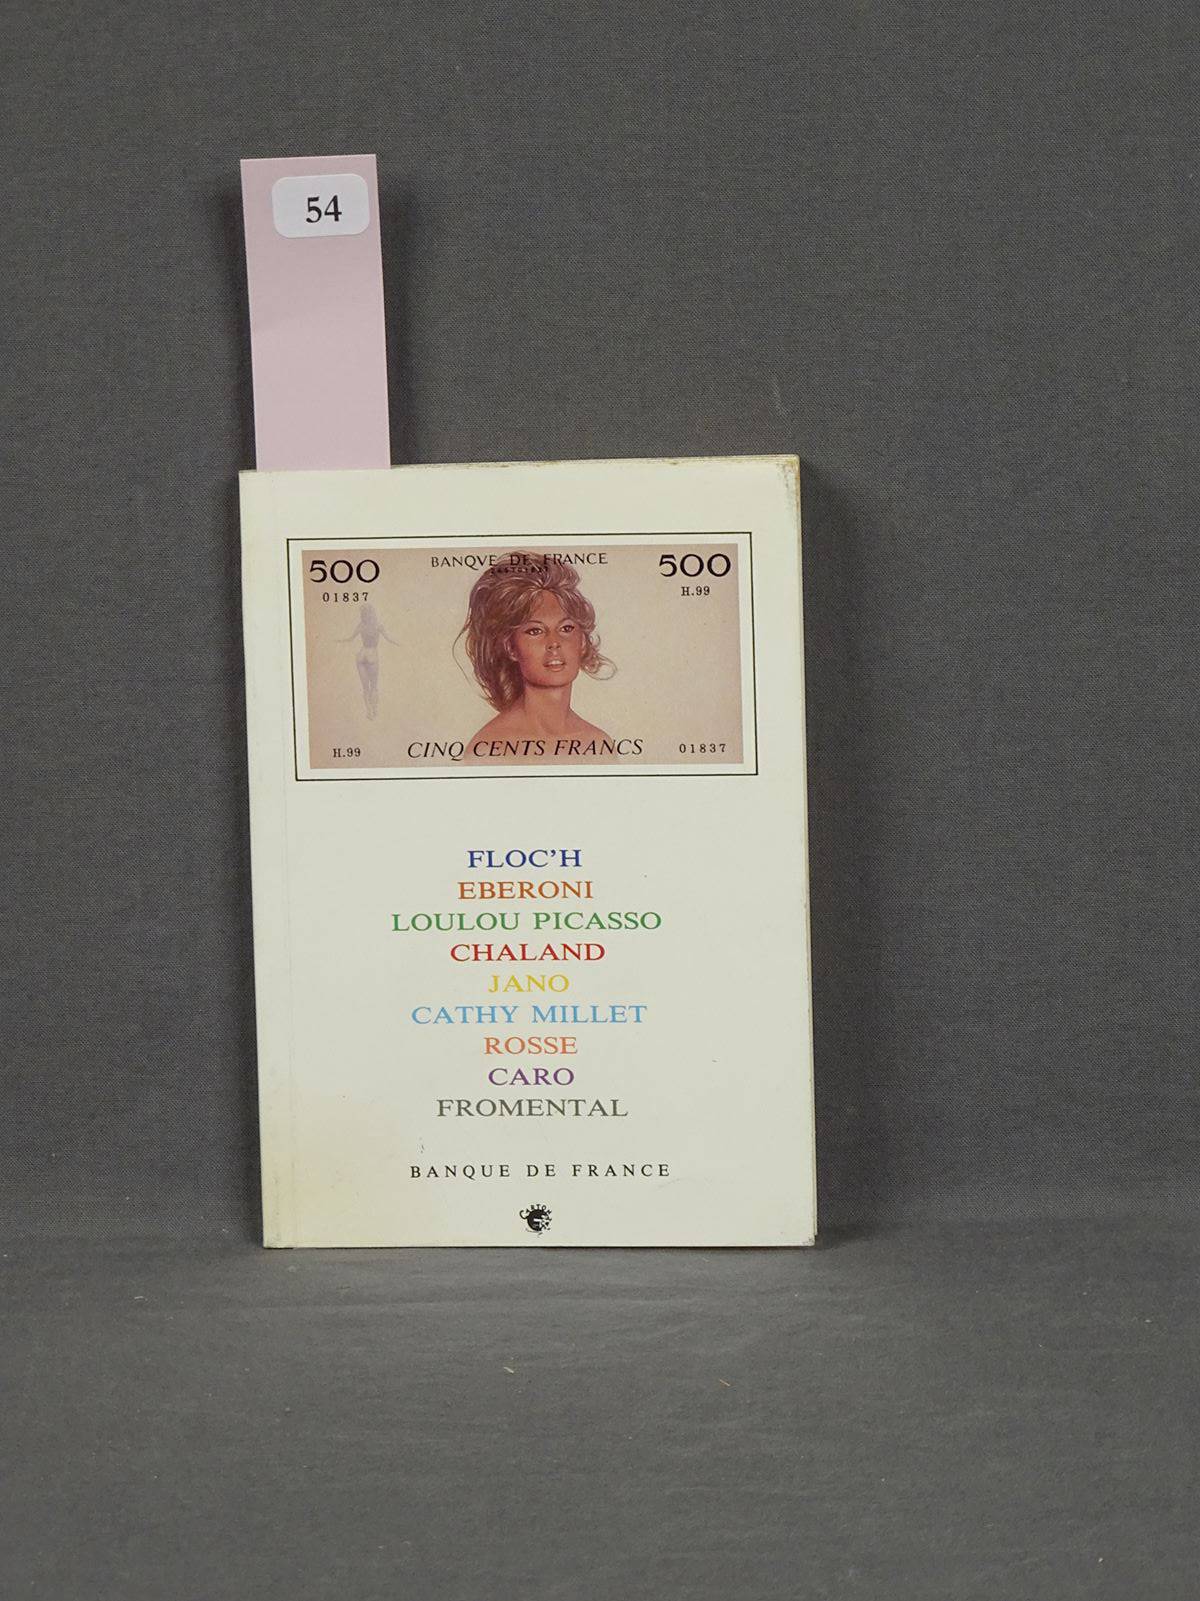 54
500
BANQVE DE FRANCE
500
01837
H.99
H.99
CINQ CENTS FRANCS
01837
FLOC'H
EBERONI
LOULOU PICASSO
CHALAND
JANO
CATHY MILLET
ROSSE
CARO
FROMENTAL
BANQUE DE FRANCE